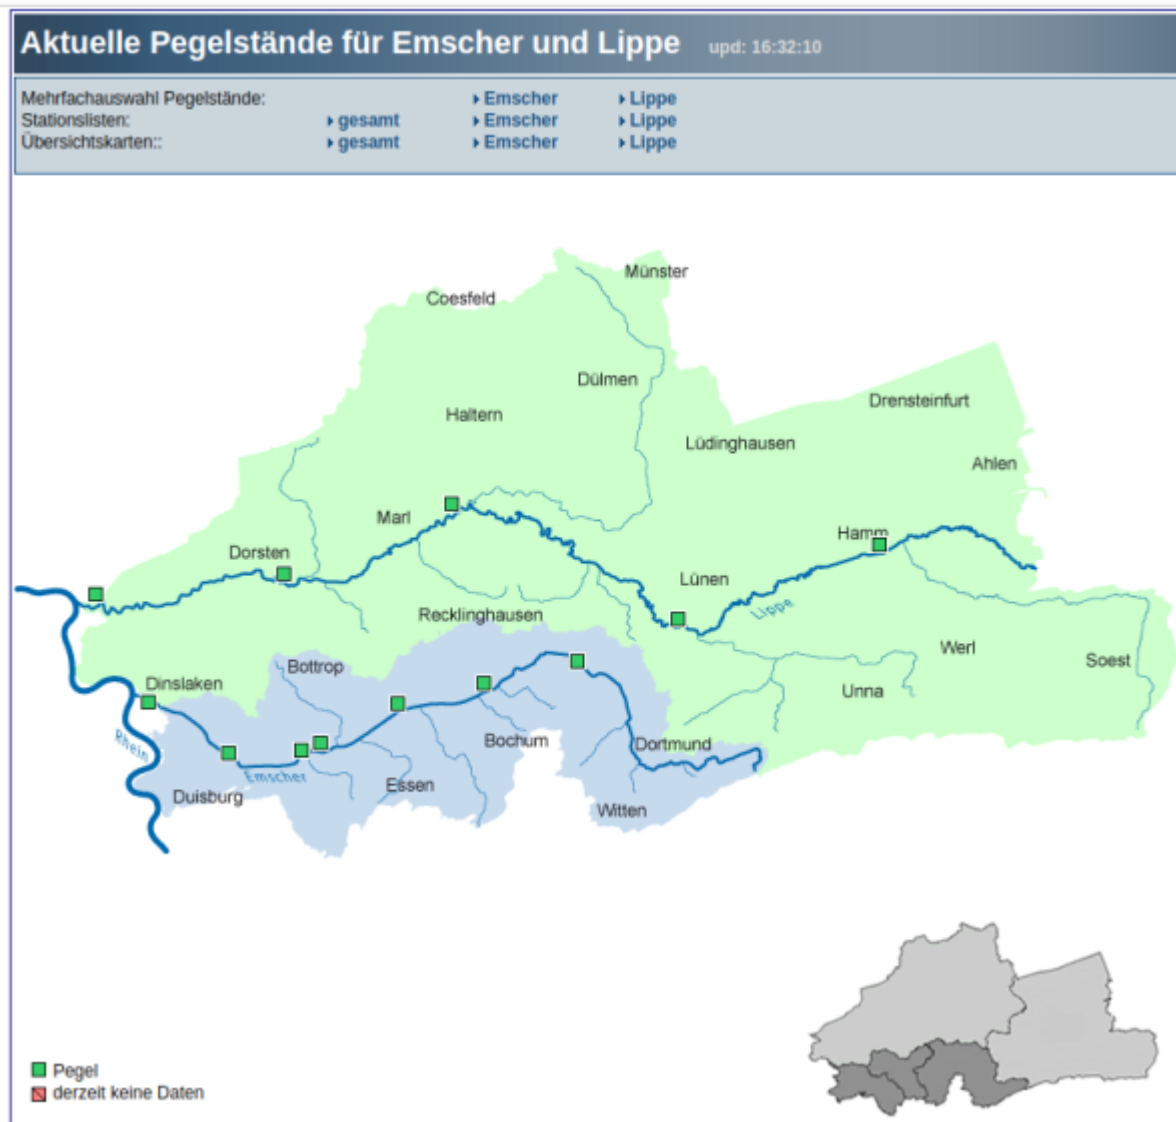 Aktuelle Pegelstände für Emscher und Lippe upd: 16:32:10
Mehrfachauswahl Pegelstände: Emscher Lippe
Stationslisten: gesamt Emscher Lippe
Übersichtskarten:: gesamt Emscher Lippe
Münster
Coesfeld
Dülmen
Drensteinfurt
Haltern
Lüdinghausen
Ahlen
Marl
Hamm
Dorsten
Lünen
Lippe
Recklinghausen
Werl
Soest
Bottrop
Dinslaken
Unna
Rhein
Bochum
Dortmund
Emscher
Essen
Duisburg
Witten
Pegel
derzeit keine Daten